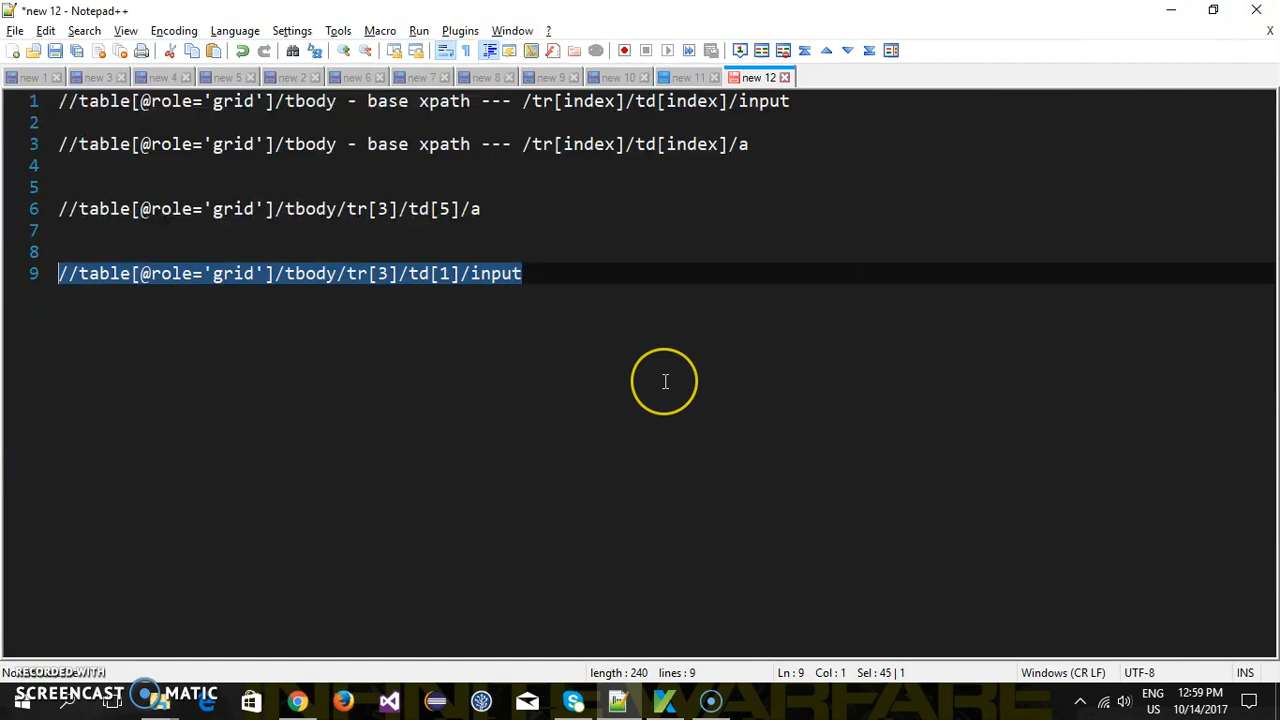 *new 12 - Notepad++
File Edit Search View Encoding Language Settings Tools Macro Run Plugins Window ? X
new 1 new 3 new 4 new 5 new 2 new 6 new 7 new 8 new 9 new 10 new 11 new 12
1 //table[@role='grid']/tbody - base xpath --- /tr[index]/td[index]/input
2
3 //table[@role='grid']/tbody - base xpath --- /tr[index]/td[index]/a
4
5
6 //table[@role='grid']/tbody/tr[3]/td[5]/a
7
8
9 //table[@role='grid']/tbody/tr[3]/td[1]/input
length : 240 lines : 9 Ln : 9 Col : 1 Sel : 45 | 1 Windows (CR LF) UTF-8 INS
RECORDED WITH
SCREENCAST MATIC
INFINITE WARFARE
ENG 12:59 PM
US 10/14/2017